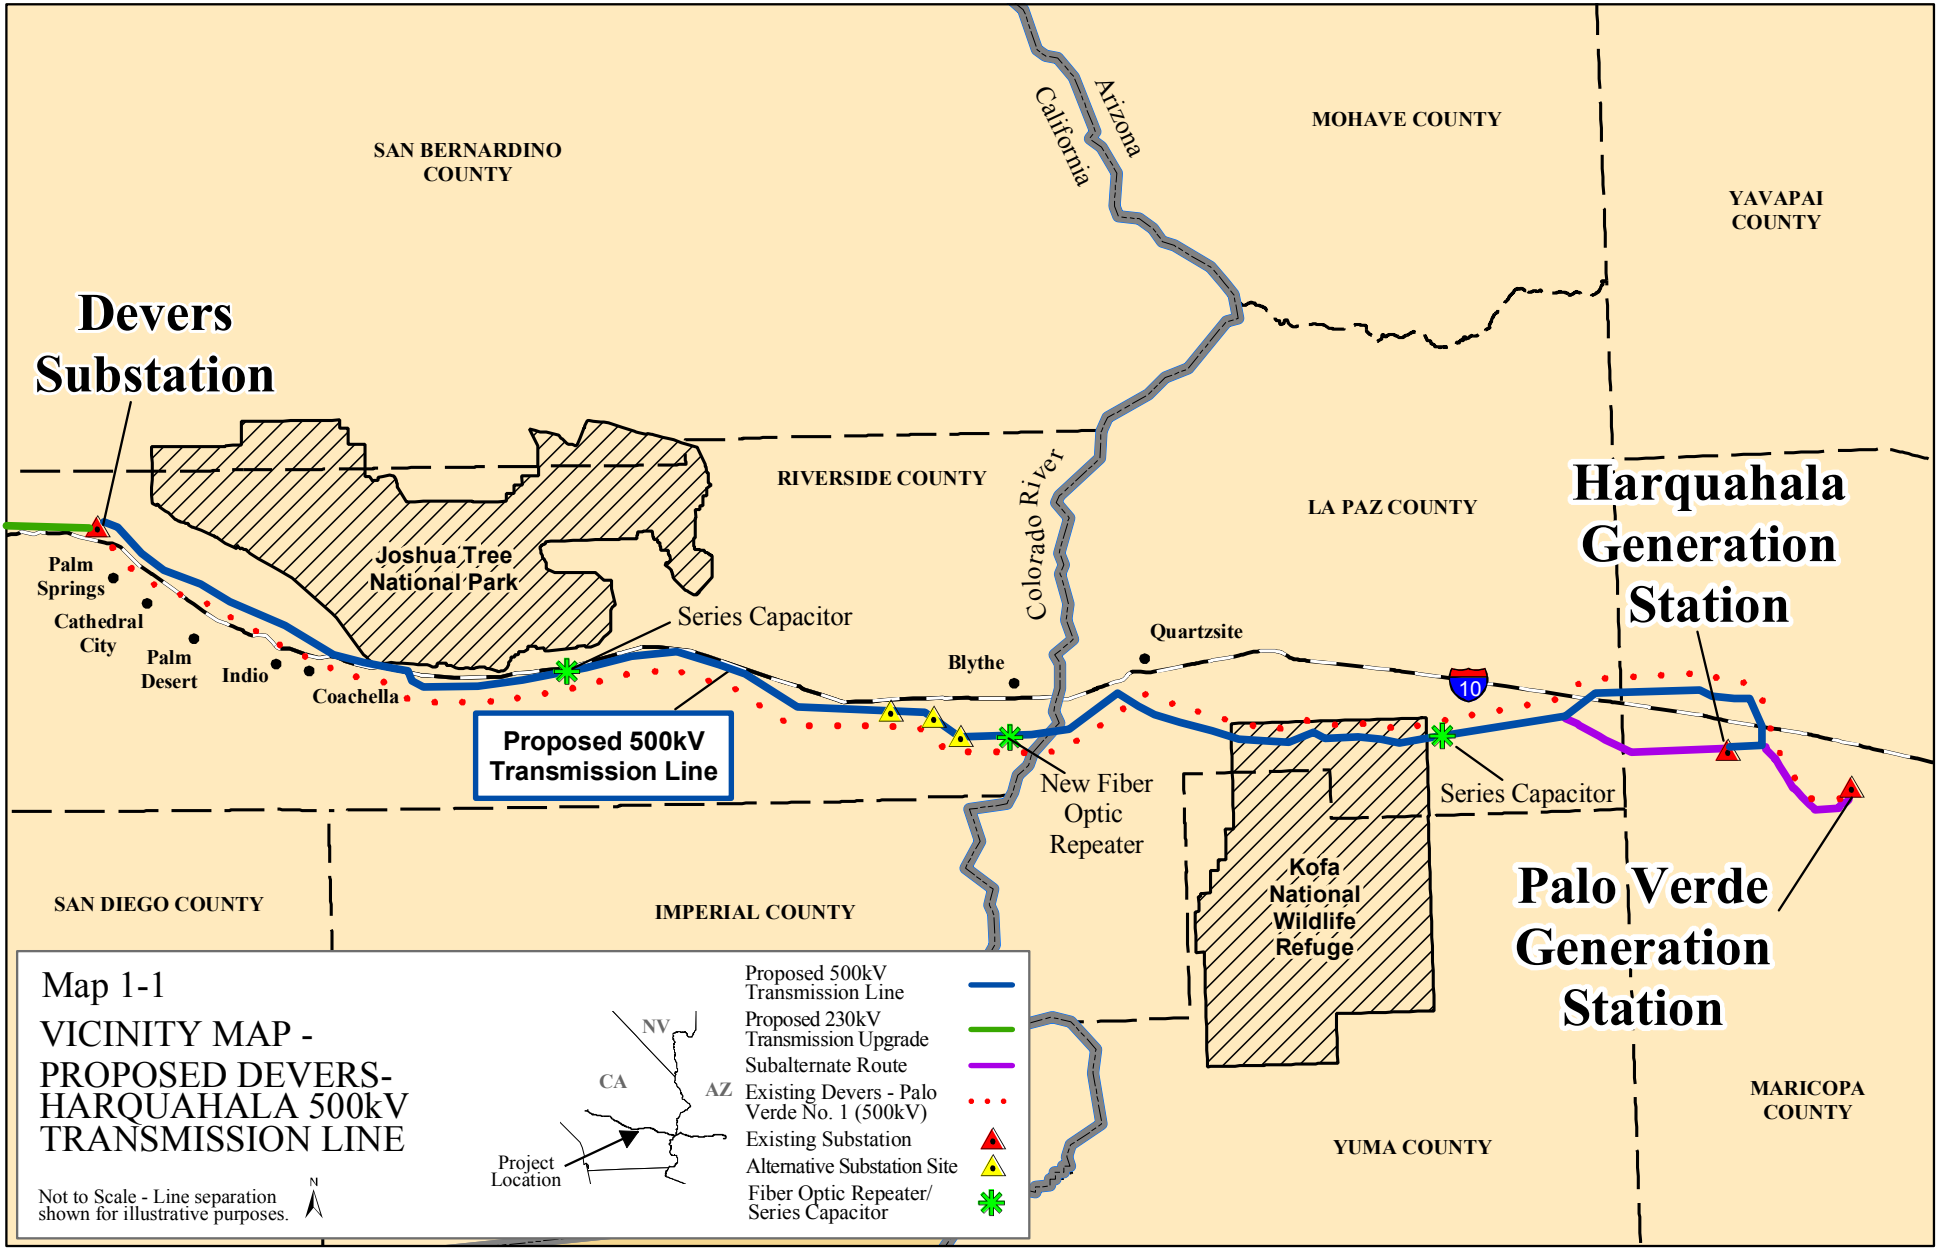 Arizona
California
MOHAVE COUNTY
SAN BERNARDINO
COUNTY
YAVAPAI
COUNTY
Devers
Substation
RIVERSIDE COUNTY
Colorado River
LA PAZ COUNTY
Harquahala
Generation
Station
Joshua Tree
National Park
Palm
Springs
Cathedral
City
Palm
Desert
Indio
Coachella
Series Capacitor
Blythe
Quartzsite
10
Proposed 500kV
Transmission Line
New Fiber
Optic
Repeater
Series Capacitor
Kofa
National
Wildlife
Refuge
Palo Verde
Generation
Station
SAN DIEGO COUNTY
IMPERIAL COUNTY
YUMA COUNTY
MARICOPA
COUNTY
Map 1-1
VICINITY MAP -
PROPOSED DEVERS-
HARQUAHALA 500kV
TRANSMISSION LINE
Not to Scale - Line separation
shown for illustrative purposes.
N
NV
CA
AZ
Project
Location
Proposed 500kV
Transmission Line
Proposed 230kV
Transmission Upgrade
Subalternate Route
Existing Devers - Palo
Verde No. 1 (500kV)
Existing Substation
Alternative Substation Site
Fiber Optic Repeater/
Series Capacitor